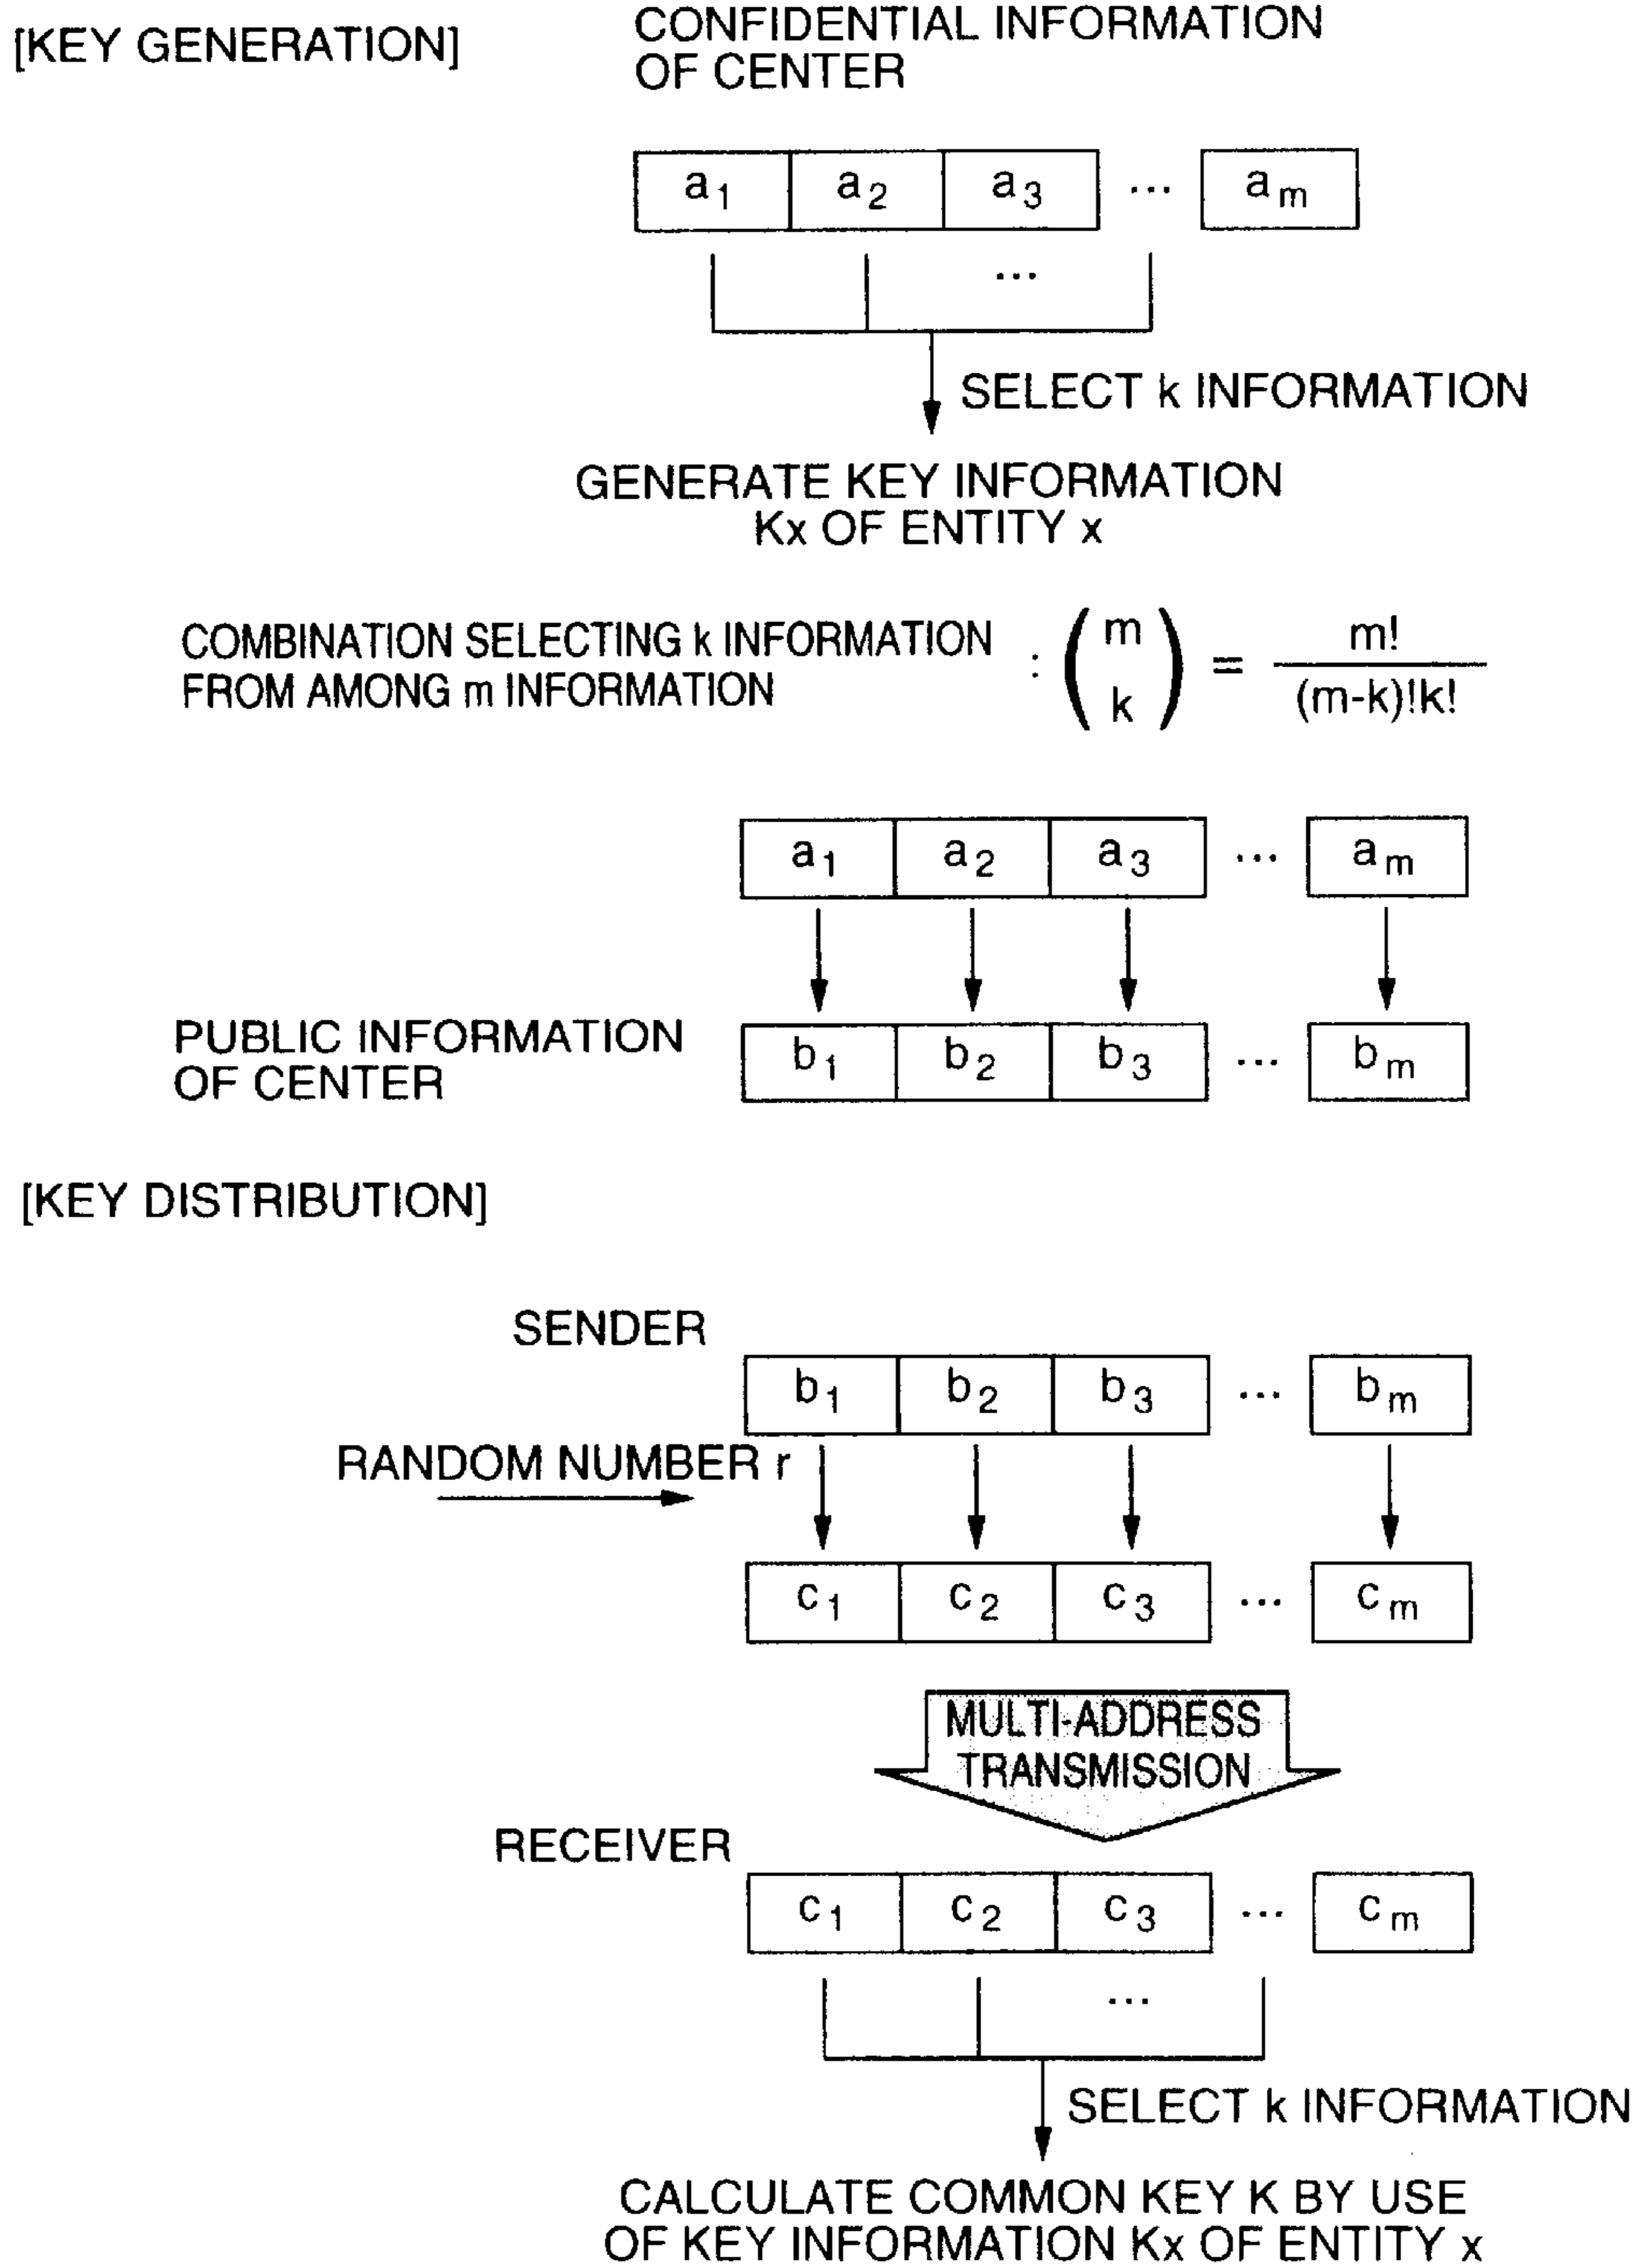 [KEY GENERATION]
CONFIDENTIAL INFORMATION
OF CENTER
a1 a2 a3 ... am
...
SELECT k INFORMATION
GENERATE KEY INFORMATION
Kx OF ENTITY x
COMBINATION SELECTING k INFORMATION
FROM AMONG m INFORMATION
: ( m k ) = m! / (m-k)!k!
a1 a2 a3 ... am
PUBLIC INFORMATION
OF CENTER
b1 b2 b3 ... bm
[KEY DISTRIBUTION]
SENDER
b1 b2 b3 ... bm
RANDOM NUMBER r
c1 c2 c3 ... cm
MULTI-ADDRESS
TRANSMISSION
RECEIVER
c1 c2 c3 ... cm
...
SELECT k INFORMATION
CALCULATE COMMON KEY K BY USE
OF KEY INFORMATION Kx OF ENTITY x